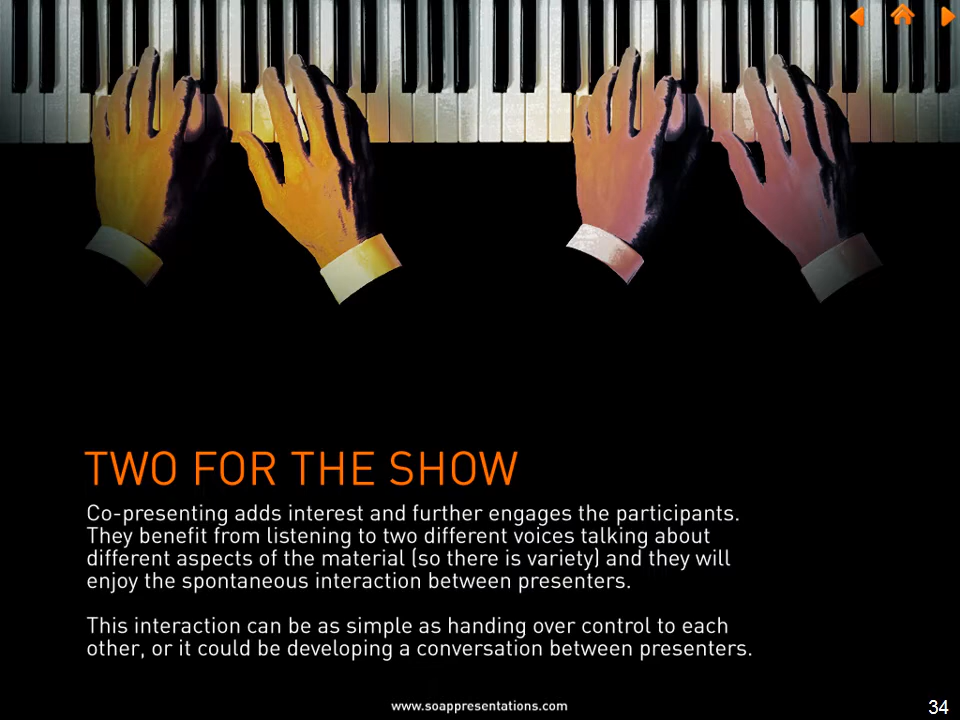 TWO FOR THE SHOW
Co-presenting adds interest and further engages the participants.
They benefit from listening to two different voices talking about
different aspects of the material (so there is variety) and they will
enjoy the spontaneous interaction between presenters.
This interaction can be as simple as handing over control to each
other, or it could be developing a conversation between presenters.
www.soappresentations.com
34